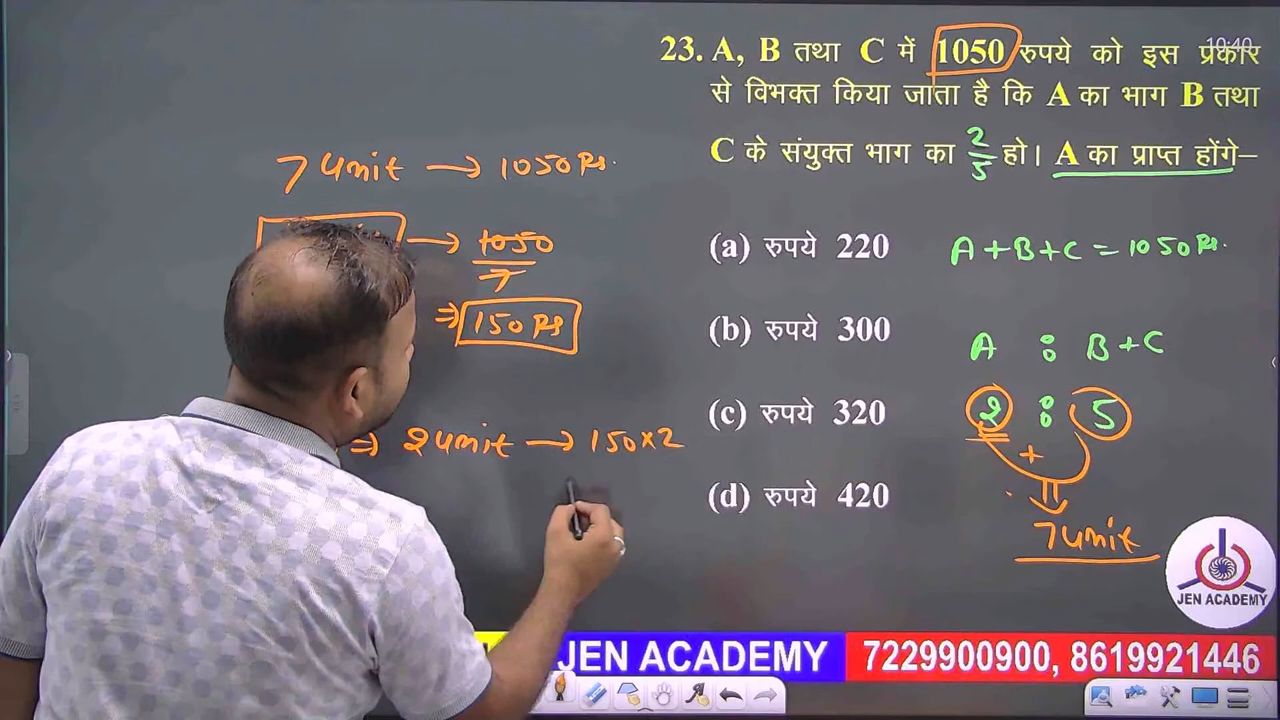 10:40
23. A, B तथा C में 1050 रुपये को इस प्रकार
से विभक्त किया जाता है कि A का भाग B तथा
C के संयुक्त भाग का 2/5 हो। A का प्राप्त होंगे–
(a) रुपये 220
(b) रुपये 300
(c) रुपये 320
(d) रुपये 420
A+B+C = 1050 Rs.
A : B+C
2 : 5
+
⇓
7 unit
7 unit → 1050 Rs.
→ 1050/7
⇒ 150 Rs
⇒ 2 unit → 150×2
JEN ACADEMY
JEN ACADEMY
7229900900, 8619921446